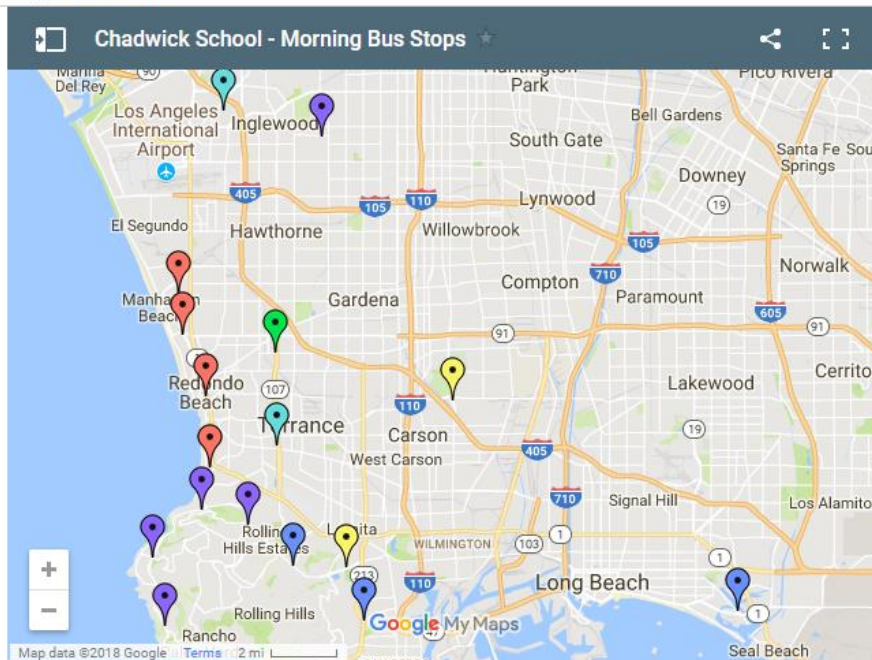 Chadwick School - Morning Bus Stops
Marina
Del Rey
90
Huntington
Park
Pico Rivera
Los Angeles
International
Airport
Inglewood
Bell Gardens
South Gate
Santa Fe
Springs
Sou
Downey
19
405
110
105
Lynwood
El Segundo
Hawthorne
Willowbrook
105
710
Norwalk
Compton
Paramount
Gardena
605
Manhattan
Beach
91
91
Redondo
Beach
107
Lakewood
Cerrito
110
Torrance
Carson
19
West Carson
405
710
Signal Hill
Los Alamito
Rolling
Hills Estates
Lomita
WILMINGTON
103
1
1
213
110
Long Beach
Rolling Hills
1
Google My Maps
47
Rancho
Seal Beach
+
−
Map data ©2018 Google
Terms
2 mi